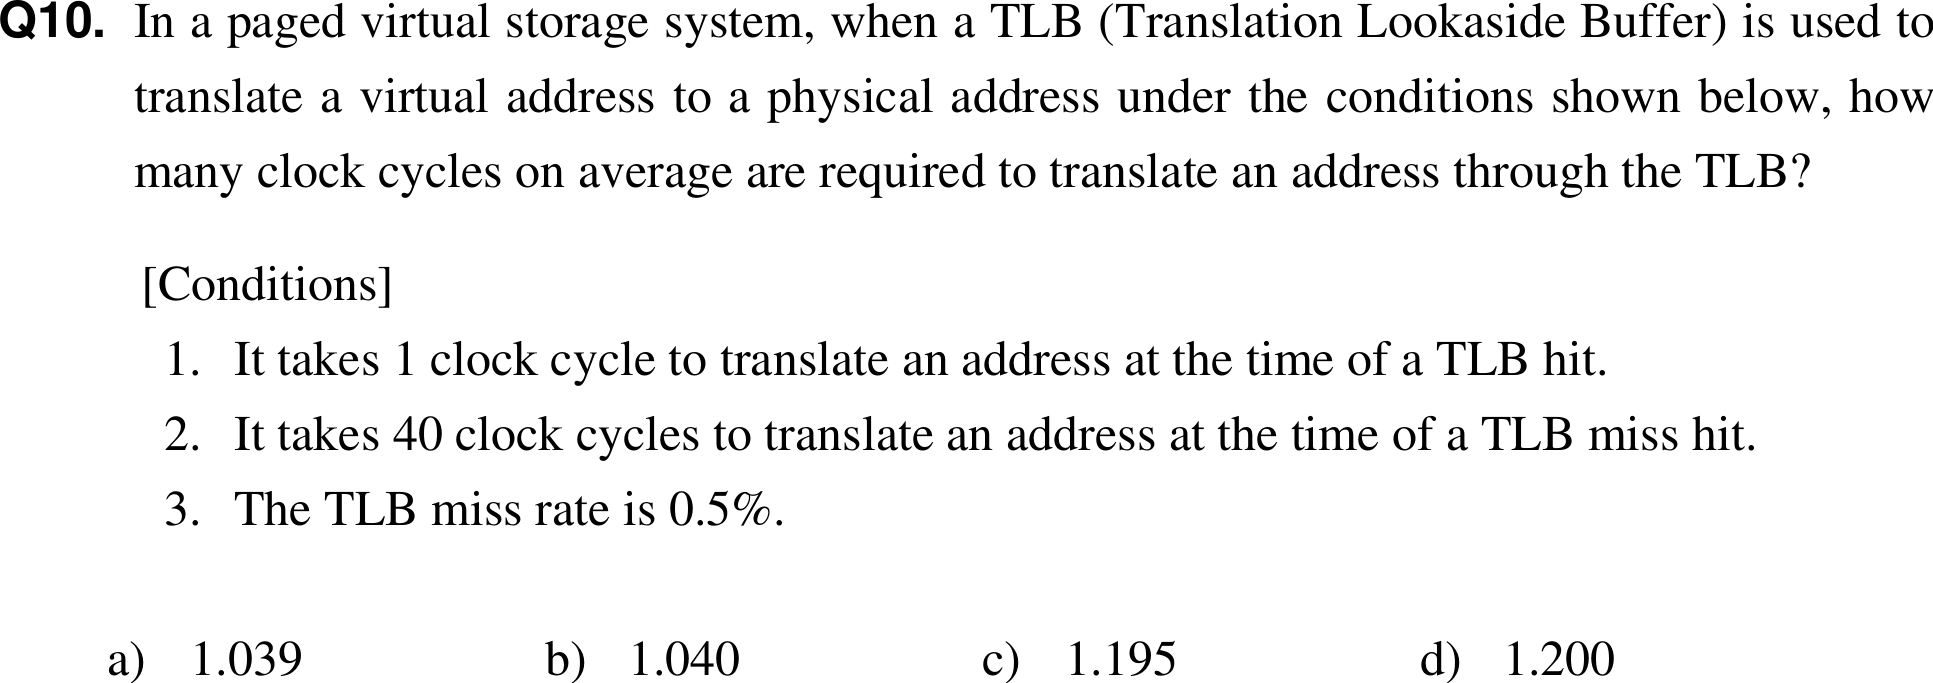 Q10. In a paged virtual storage system, when a TLB (Translation Lookaside Buffer) is used to
translate a virtual address to a physical address under the conditions shown below, how
many clock cycles on average are required to translate an address through the TLB?
[Conditions]
1. It takes 1 clock cycle to translate an address at the time of a TLB hit.
2. It takes 40 clock cycles to translate an address at the time of a TLB miss hit.
3. The TLB miss rate is 0.5%.
a) 1.039 b) 1.040 c) 1.195 d) 1.200